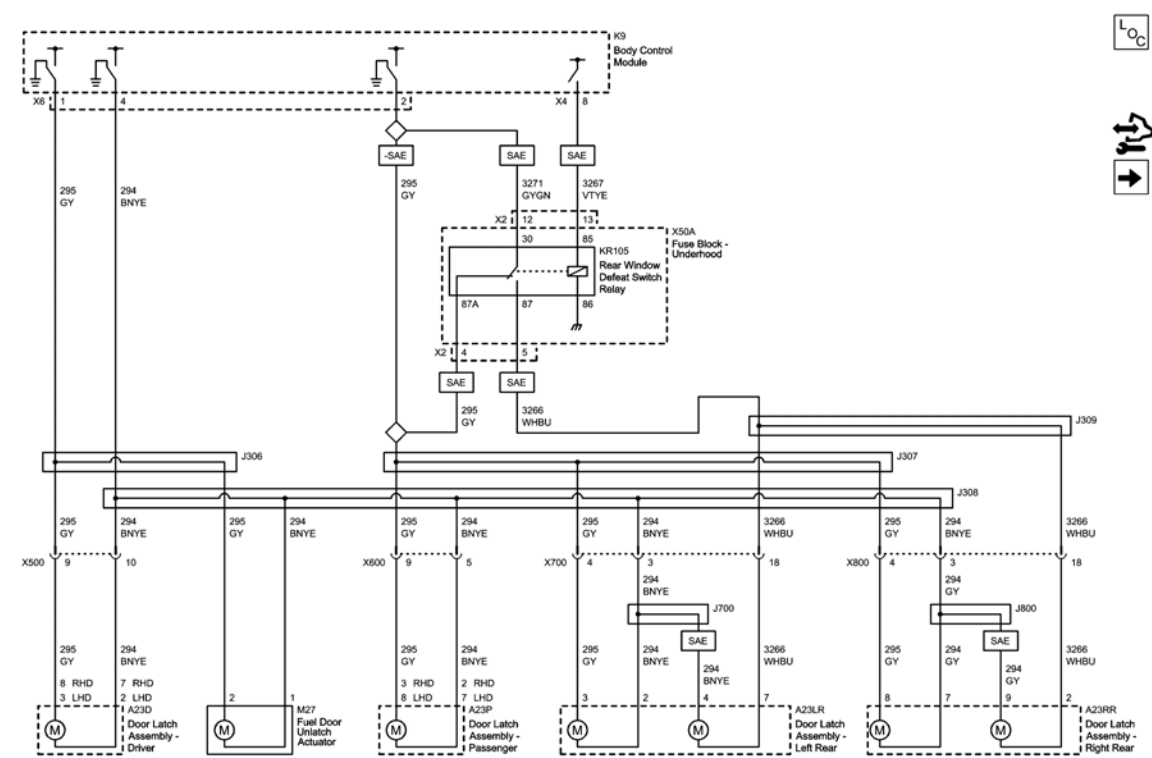 LOC
K9
Body Control
Module
X6 1 4 2 X4 8
-SAE SAE SAE
295 GY
294 BNYE
295 GY
3271 GYGN
3267 VTYE
X2 12 13
X50A
Fuse Block -
Underhood
30 85
KR105
Rear Window
Defeat Switch
Relay
87A 87 86
X2 4 5
SAE SAE
295 GY
3266 WHBU
J309
J306
J307
J308
295 294 295 294 295 294 295 294 3266 295 294 3266
GY BNYE GY BNYE GY BNYE GY BNYE WHBU GY BNYE WHBU
X500 9 10 X600 9 5 X700 4 3 18 X800 4 3 18
294 BNYE
294 GY
J700
J800
SAE SAE
295 294 295 294 295 294 3266 295 294 3266
GY BNYE GY BNYE GY BNYE WHBU GY GY WHBU
294 BNYE
294 GY
8 RHD 7 RHD 3 RHD 2 RHD
3 LHD 2 LHD 2 1 8 LHD 7 LHD 3 2 4 7 8 7 9 2
M M M M M M M
A23D
Door Latch
Assembly -
Driver
M27
Fuel Door
Unlatch
Actuator
A23P
Door Latch
Assembly -
Passenger
A23LR
Door Latch
Assembly -
Left Rear
A23RR
Door Latch
Assembly -
Right Rear